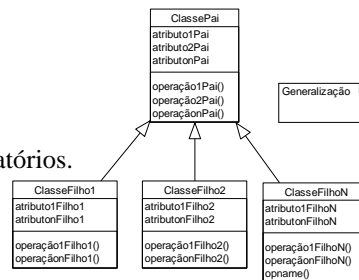 ClassePai
atributo1Pai
atributo2Pai
atributonPai
operação1Pai()
operação2Pai()
operaçãonPai()
Generalização
atórios.
ClasseFilho1
atributo1Filho1
atributonFilho1
operação1Filho1()
operaçãonFilho1()
ClasseFilho2
atributo1Filho2
atributonFilho2
operação1Filho2()
operaçãonFilho2()
ClasseFilhoN
atributo1FilhoN
atributonFilhoN
operação1FilhoN()
operaçãonFilhoN()
opname()